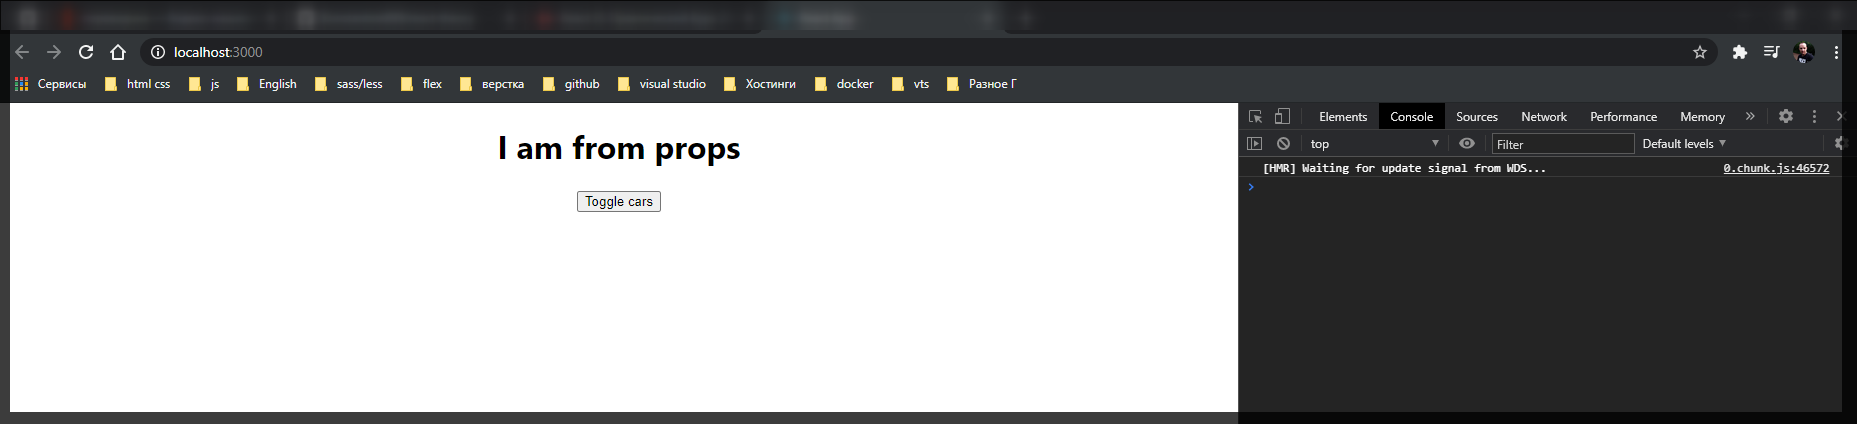 localhost:3000
Сервисы html css js English sass/less flex верстка github visual studio Хостинги docker vts Разное Г
Elements Console Sources Network Performance Memory
top Filter Default levels
[HMR] Waiting for update signal from WDS... 0.chunk.js:46572
I am from props
Toggle cars